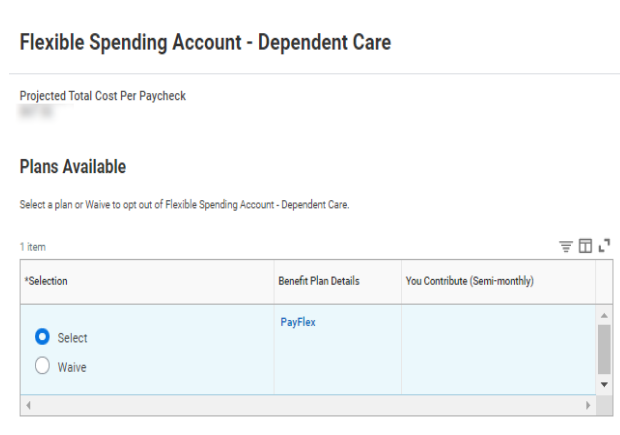 Flexible Spending Account - Dependent Care
Projected Total Cost Per Paycheck
Plans Available
Select a plan or Waive to opt out of Flexible Spending Account - Dependent Care.
1 item
*Selection Benefit Plan Details You Contribute (Semi-monthly)
Select PayFlex
Waive